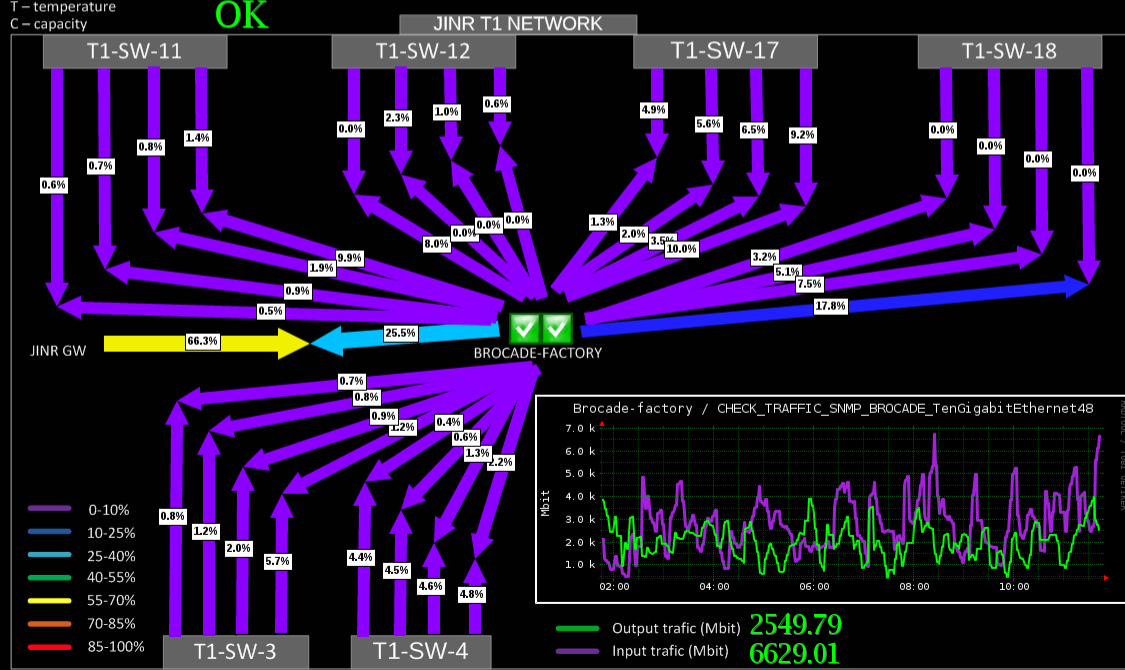 T – temperature
C – capacity
OK
JINR T1 NETWORK
T1-SW-11
T1-SW-12
T1-SW-17
T1-SW-18
0.6%
0.7%
0.8%
1.4%
0.0%
2.3%
1.0%
0.6%
4.9%
5.6%
6.5%
9.2%
0.0%
0.0%
0.0%
0.0%
0.5%
0.9%
1.9%
9.9%
8.0%
0.0%
0.0%
0.0%
1.3%
2.0%
3.5%
10.0%
3.2%
5.1%
7.5%
17.8%
JINR GW
66.3%
25.5%
BROCADE-FACTORY
0.7%
0.8%
0.9%
1.2%
0.4%
0.6%
1.3%
2.2%
0.8%
1.2%
2.0%
5.7%
4.4%
4.5%
4.6%
4.8%
0-10%
10-25%
25-40%
40-55%
55-70%
70-85%
85-100%
T1-SW-3
T1-SW-4
Brocade-factory / CHECK_TRAFFIC_SNMP_BROCADE_TenGigabitEthernet48
Mbit
7.0 k
6.0 k
5.0 k
4.0 k
3.0 k
2.0 k
1.0 k
02:00
04:00
06:00
08:00
10:00
Output trafic (Mbit)
2549.79
Input trafic (Mbit)
6629.01